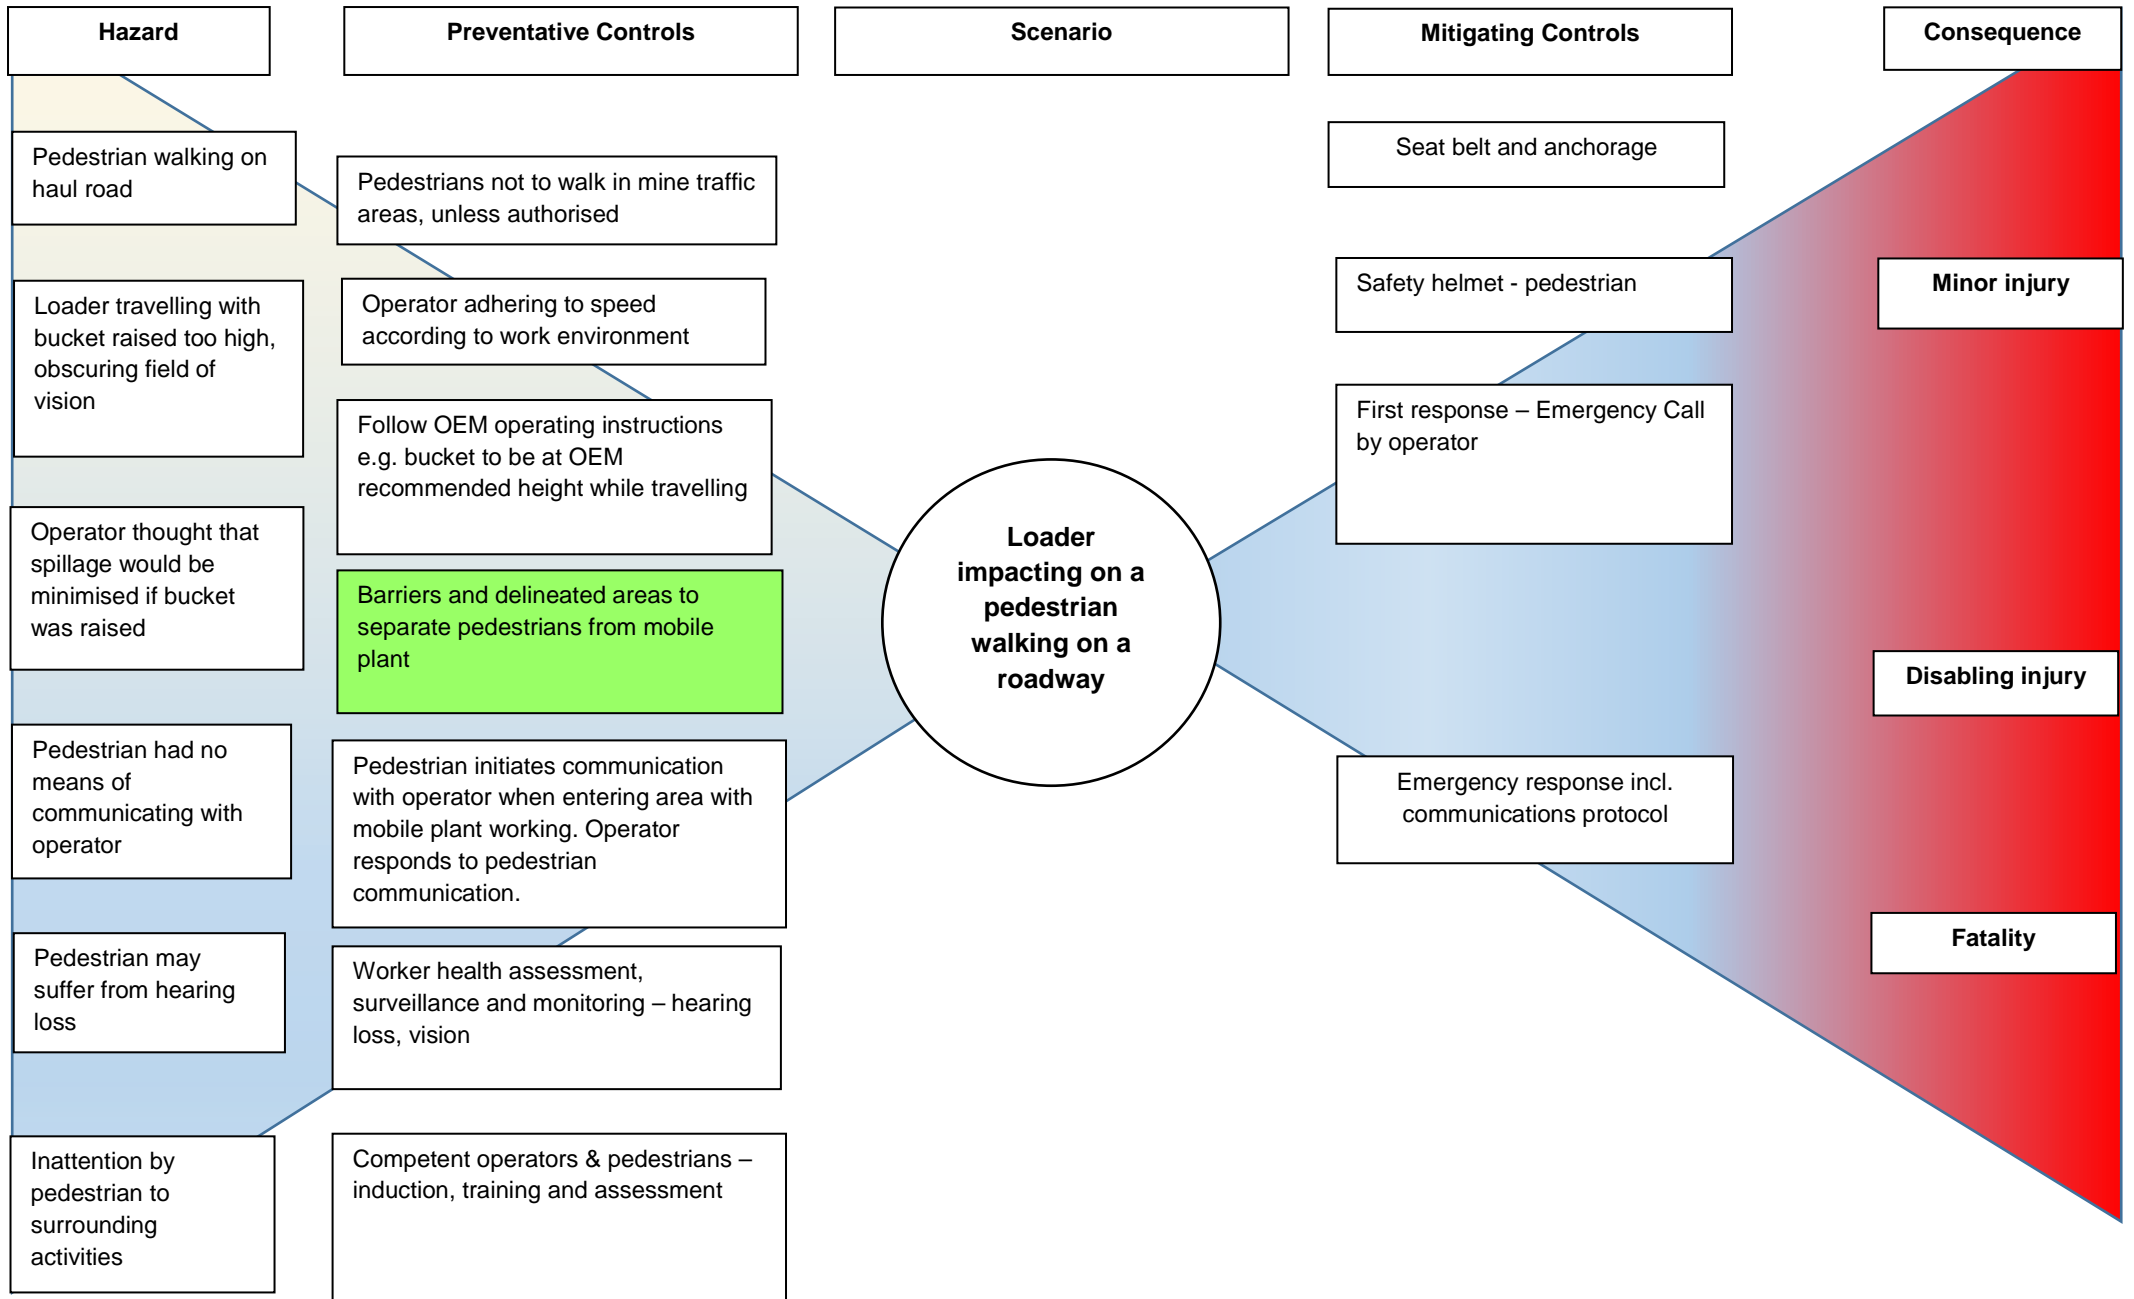 Hazard
Preventative Controls
Scenario
Mitigating Controls
Consequence
Pedestrian walking on
haul road
Loader travelling with
bucket raised too high,
obscuring field of
vision
Operator thought that
spillage would be
minimised if bucket
was raised
Pedestrian had no
means of
communicating with
operator
Pedestrian may
suffer from hearing
loss
Inattention by
pedestrian to
surrounding
activities
Pedestrians not to walk in mine traffic
areas, unless authorised
Operator adhering to speed
according to work environment
Follow OEM operating instructions
e.g. bucket to be at OEM
recommended height while travelling
Barriers and delineated areas to
separate pedestrians from mobile
plant
Pedestrian initiates communication
with operator when entering area with
mobile plant working. Operator
responds to pedestrian
communication.
Worker health assessment,
surveillance and monitoring – hearing
loss, vision
Competent operators & pedestrians –
induction, training and assessment
Loader
impacting on a
pedestrian
walking on a
roadway
Seat belt and anchorage
Safety helmet - pedestrian
First response – Emergency Call
by operator
Emergency response incl.
communications protocol
Minor injury
Disabling injury
Fatality